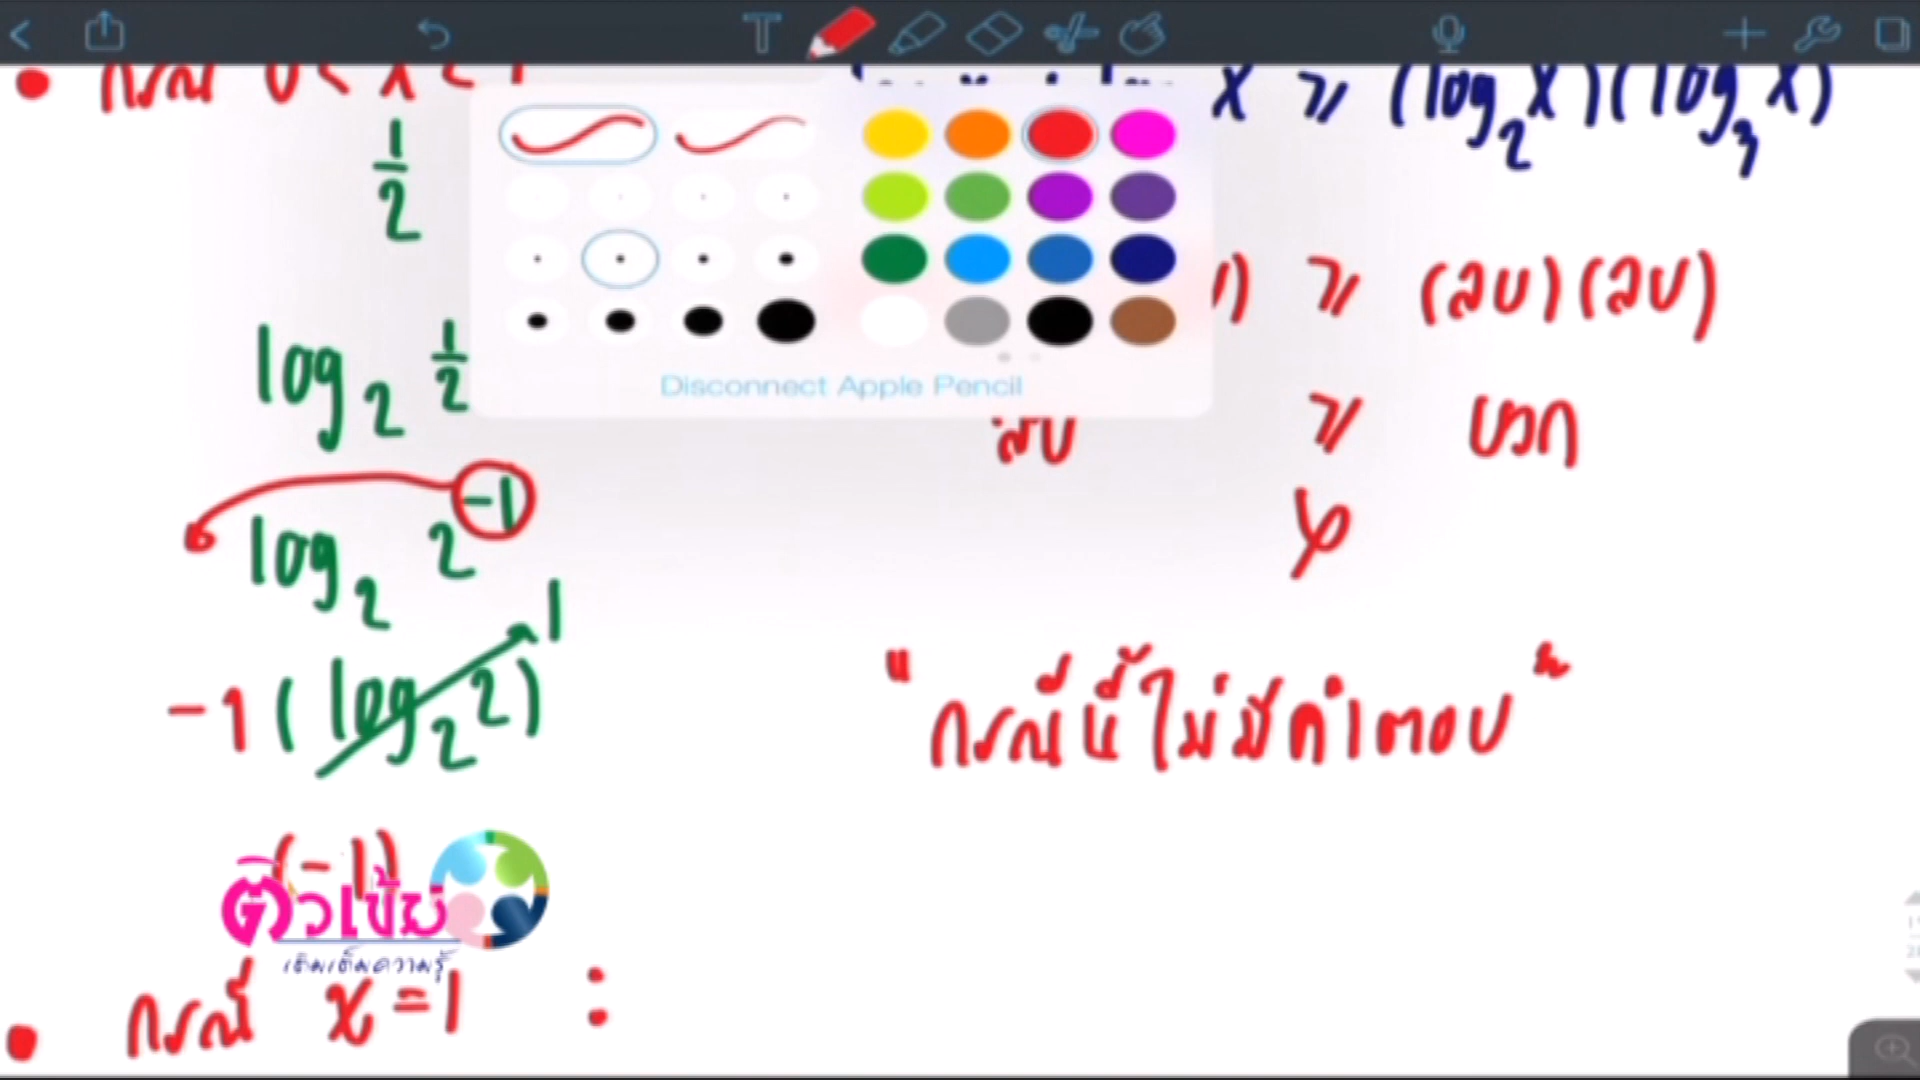 • กรณี 0 < x < 1
x ⩾ (log₂x)(log₃x)
1/2
) ⩾ (ลบ)(ลบ)
log₂ 1/2
Disconnect Apple Pencil
ลบ ⩾ บวก
log₂ 2⁻¹
1
-1 (log₂2)
"กรณีนี้ไม่มีคำตอบ"
(-1)
ติวเข้ม
เติมเต็มความรู้
• กรณี x = 1 :